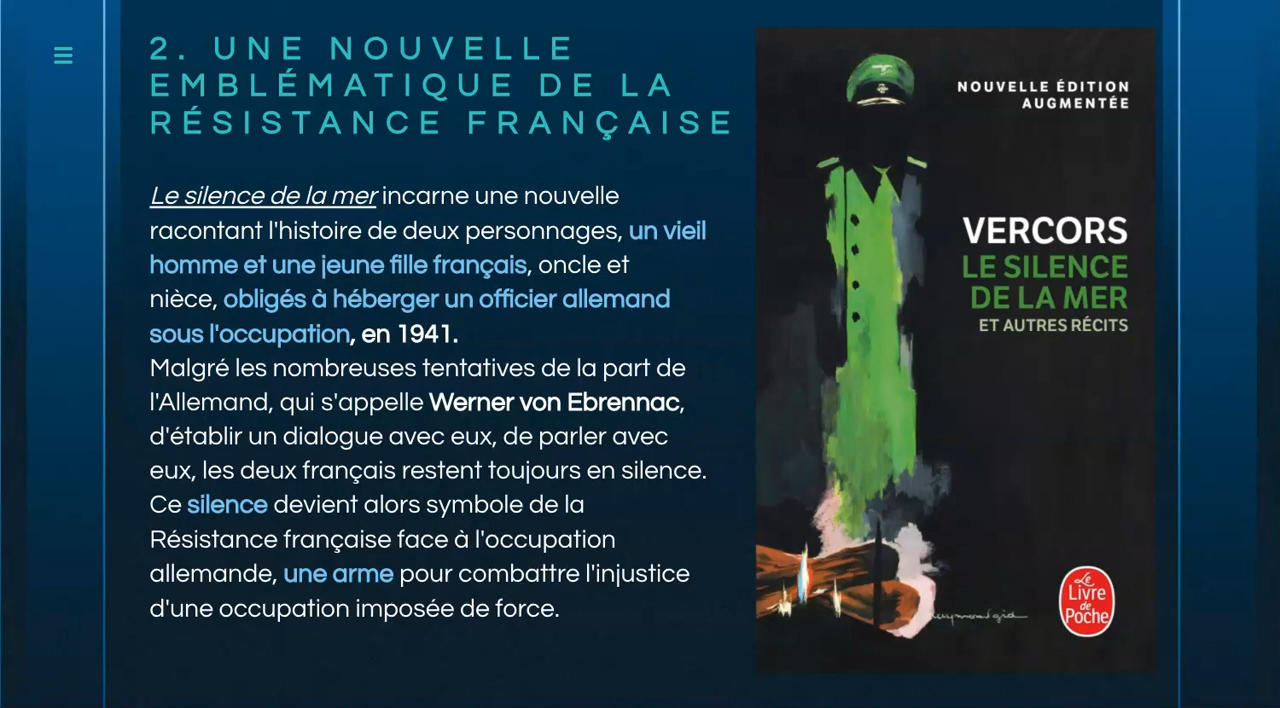 2. UNE NOUVELLE
EMBLÉMATIQUE DE LA
RÉSISTANCE FRANÇAISE
Le silence de la mer incarne une nouvelle
racontant l'histoire de deux personnages, un vieil
homme et une jeune fille français, oncle et
nièce, obligés à héberger un officier allemand
sous l'occupation, en 1941.
Malgré les nombreuses tentatives de la part de
l'Allemand, qui s'appelle Werner von Ebrennac,
d'établir un dialogue avec eux, de parler avec
eux, les deux français restent toujours en silence.
Ce silence devient alors symbole de la
Résistance française face à l'occupation
allemande, une arme pour combattre l'injustice
d'une occupation imposée de force.
NOUVELLE ÉDITION
AUGMENTÉE
VERCORS
LE SILENCE
DE LA MER
ET AUTRES RÉCITS
Le
Livre
de
Poche